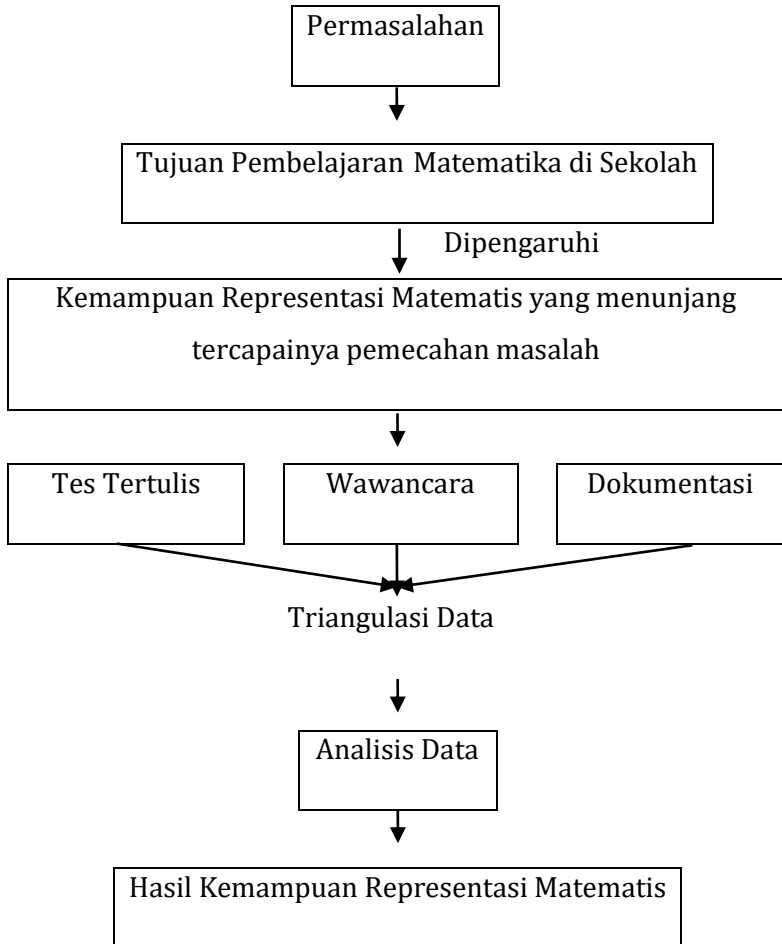 Permasalahan
Tujuan Pembelajaran Matematika di Sekolah
Dipengaruhi
Kemampuan Representasi Matematis yang menunjang
tercapainya pemecahan masalah
Tes Tertulis
Wawancara
Dokumentasi
Triangulasi Data
Analisis Data
Hasil Kemampuan Representasi Matematis